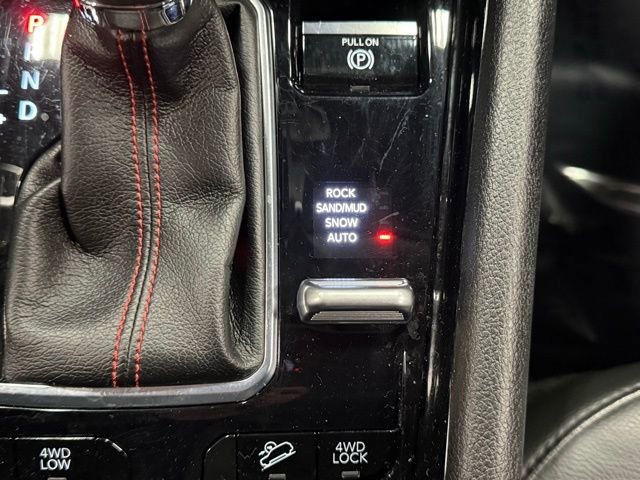 P
R
N
D
PULL ON
(P)
ROCK
SAND/MUD
SNOW
AUTO
4WD
LOW
4WD
LOCK